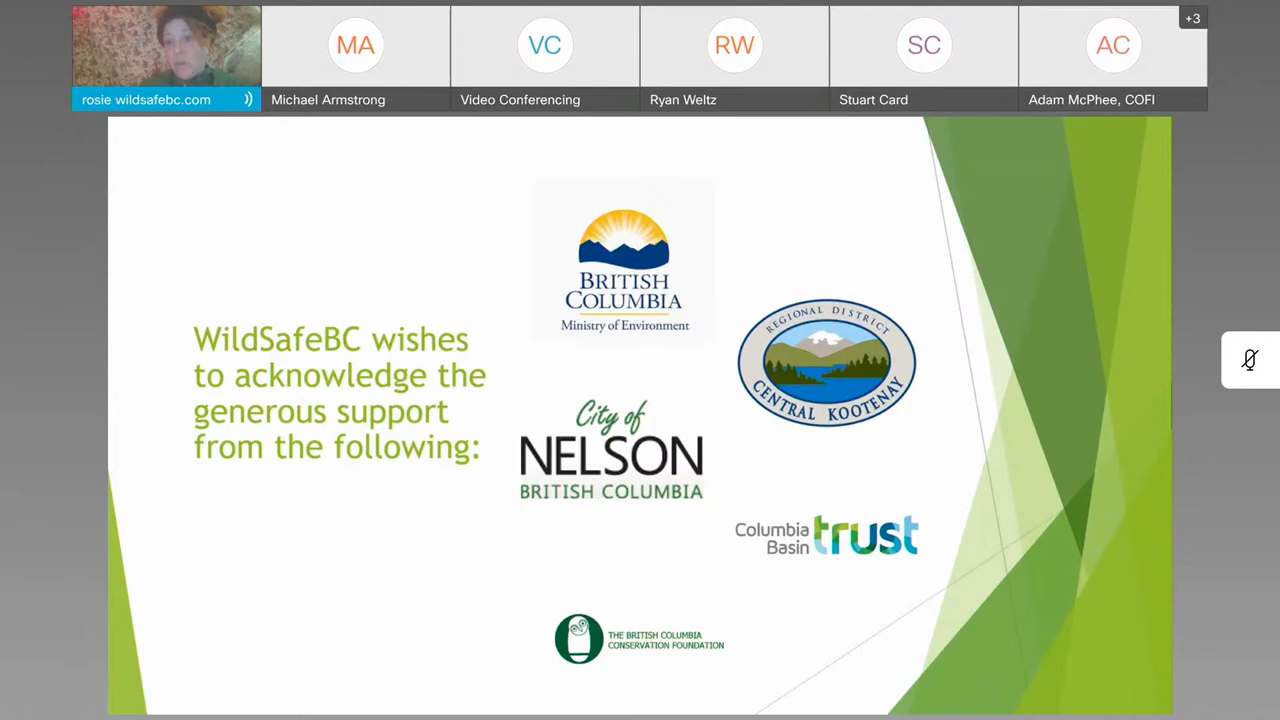 +3
MA
VC
RW
SC
AC
rosie wildsafebc.com
Michael Armstrong
Video Conferencing
Ryan Weltz
Stuart Card
Adam McPhee, COFI
WildSafeBC wishes
to acknowledge the
generous support
from the following:
BRITISH
COLUMBIA
Ministry of Environment
REGIONAL DISTRICT
CENTRAL KOOTENAY
City of
NELSON
BRITISH COLUMBIA
Columbia
Basin
trust
THE BRITISH COLUMBIA
CONSERVATION FOUNDATION